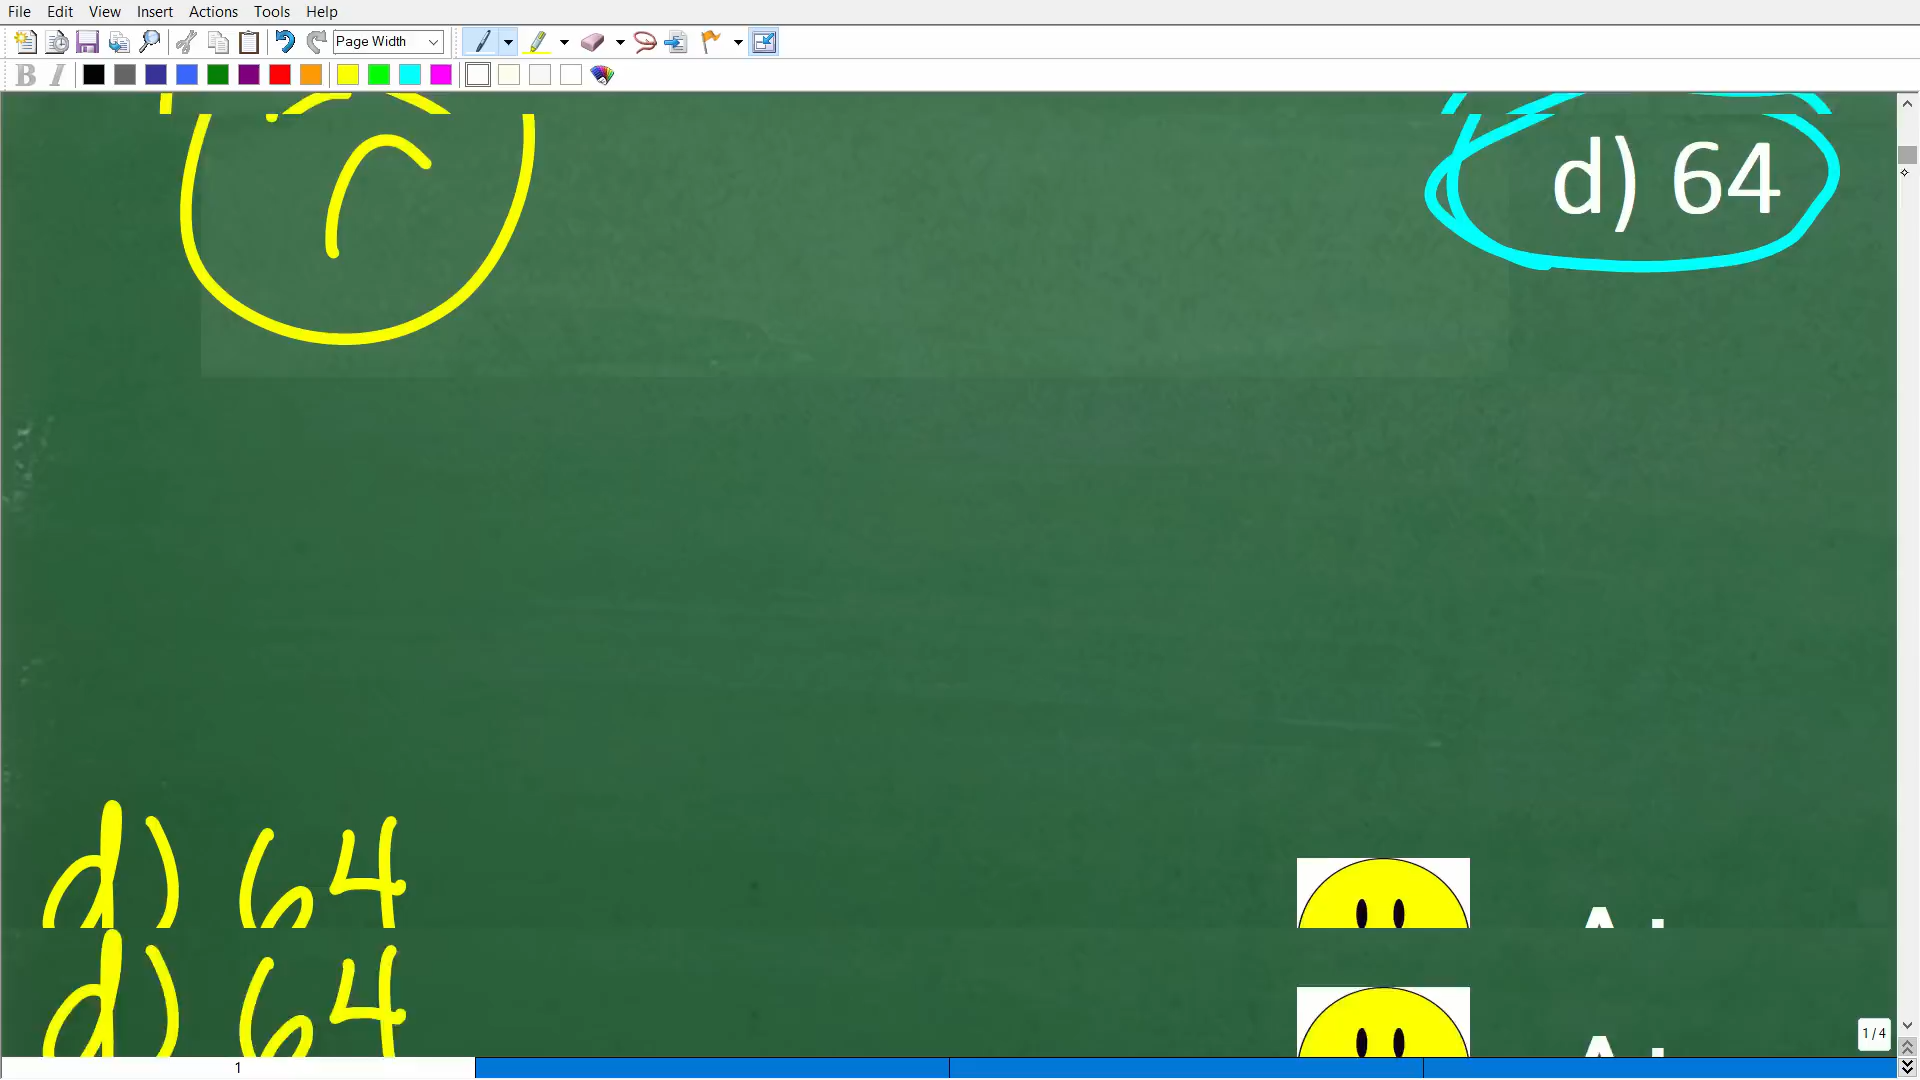 File Edit View Insert Actions Tools Help
Page Width
B I
r
d) 64
d) 64
d) 64
1 / 4
1